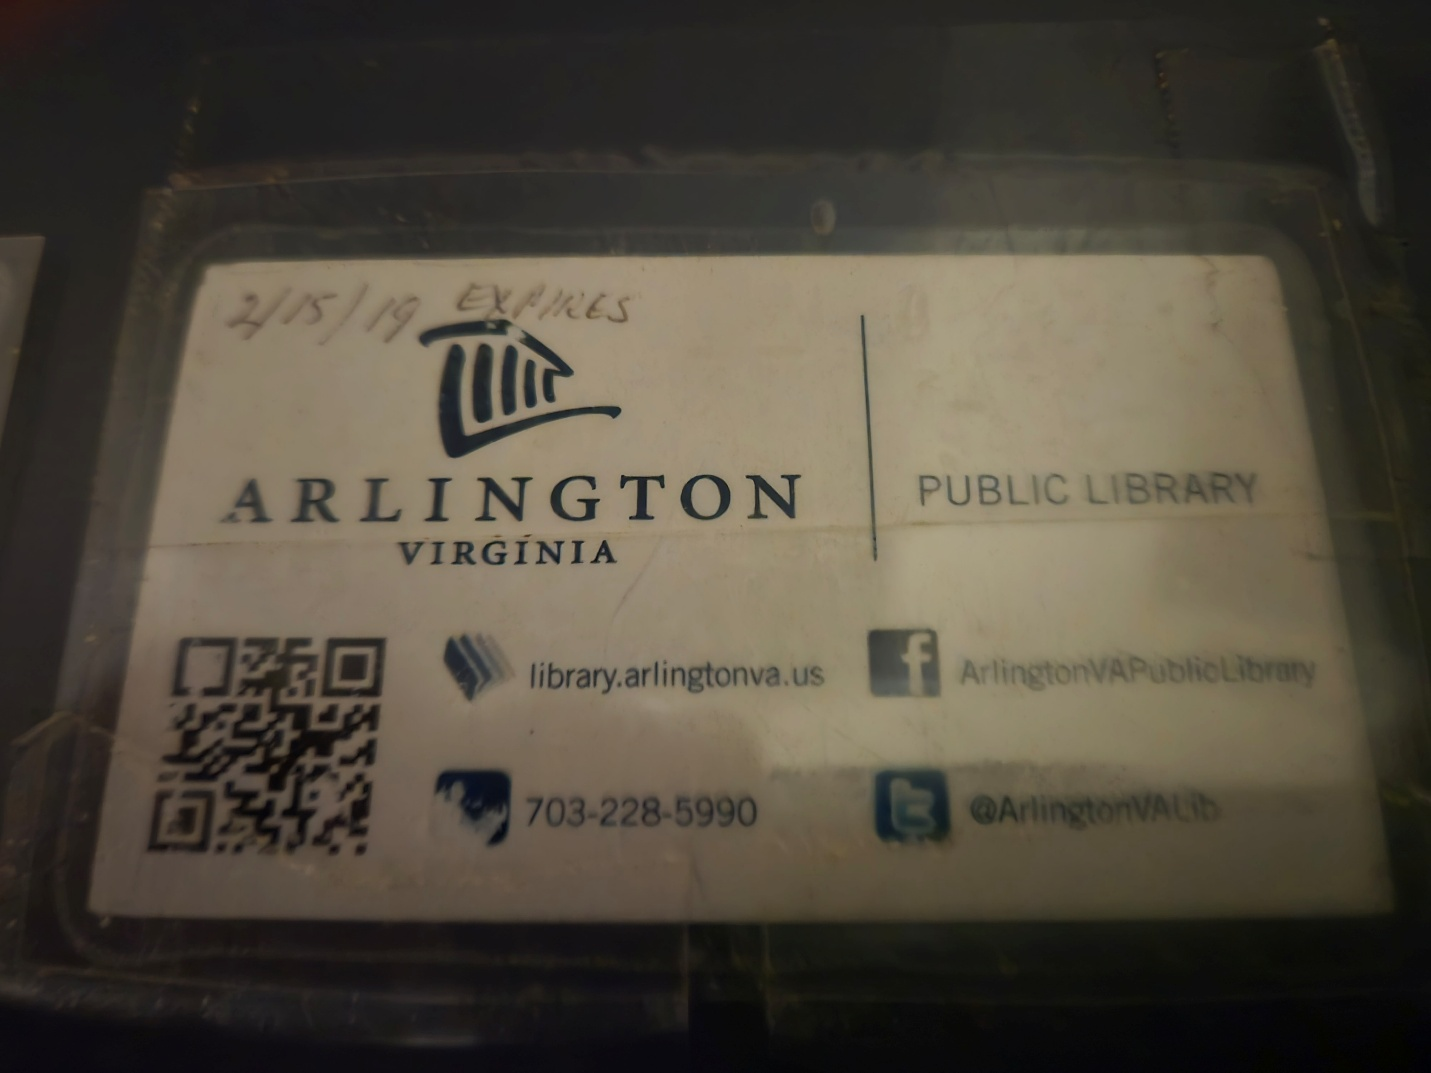 2/15/19 EXPIRES
ARLINGTON
VIRGINIA
PUBLIC LIBRARY
library.arlingtonva.us
ArlingtonVAPublicLibrary
703-228-5990
@ArlingtonVALib